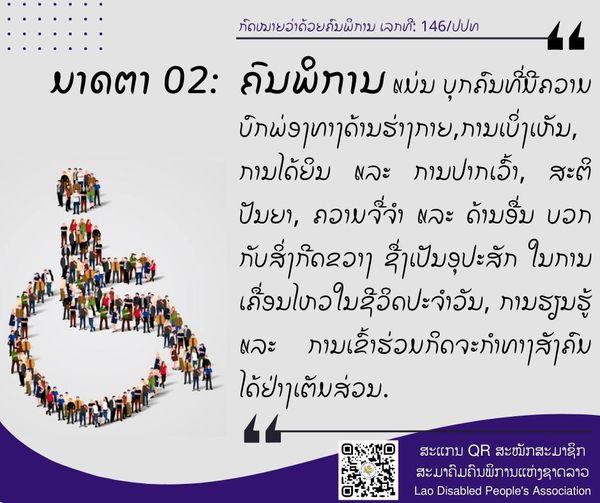 ກົດໝາຍວ່າດ້ວຍຄົນພິການ ເລກທີ: 146/ປປທ
ມາດຕາ 02: ຄົນພິການ ແມ່ນ ບຸກຄົນທີ່ມີຄວາມ
ບົກພ່ອງທາງດ້ານຮ່າງກາຍ,ການເບິ່ງເຫັນ,
ການໄດ້ຍິນ ແລະ ການປາກເວົ້າ, ສະຕິ
ປັນຍາ, ຄວາມຈື່ຈຳ ແລະ ດ້ານອື່ນ ບວກ
ກັບສິ່ງກີດຂວາງ ຊຶ່ງເປັນອຸປະສັກ ໃນການ
ເຄື່ອນໄຫວໃນຊີວິດປະຈຳວັນ, ການຮຽນຮູ້
ແລະ ການເຂົ້າຮ່ວມກິດຈະກຳທາງສັງຄົມ
ໄດ້ຢ່າງເຕັມສ່ວນ.
ສະແກນ QR ສະໝັກສະມາຊິກ
ສະມາຄົມຄົນພິການແຫ່ງຊາດລາວ
Lao Disabled People's Association